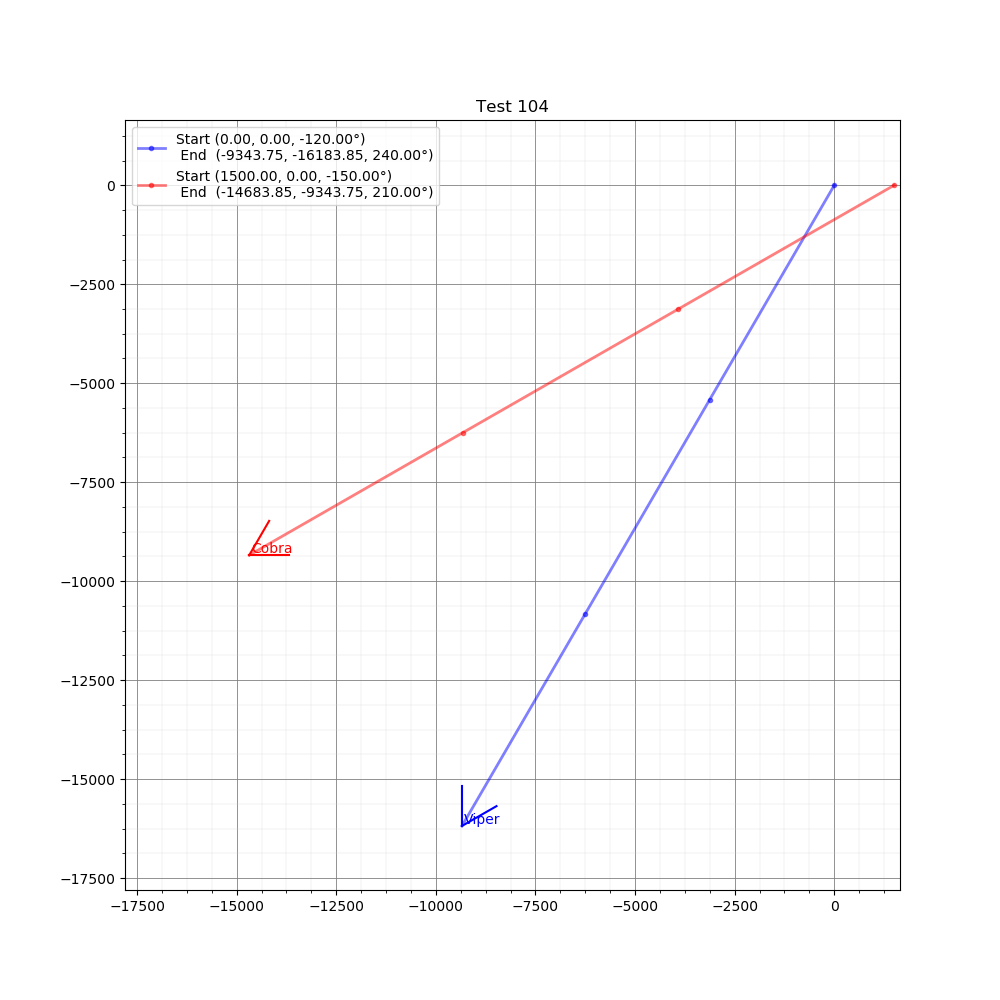 Test 104
Start (0.00, 0.00, -120.00°)
End (-9343.75, -16183.85, 240.00°)
Start (1500.00, 0.00, -150.00°)
End (-14683.85, -9343.75, 210.00°)
0
−2500
−5000
−7500
−10000
−12500
−15000
−17500
Cobra
Viper
−17500 −15000 −12500 −10000 −7500 −5000 −2500 0